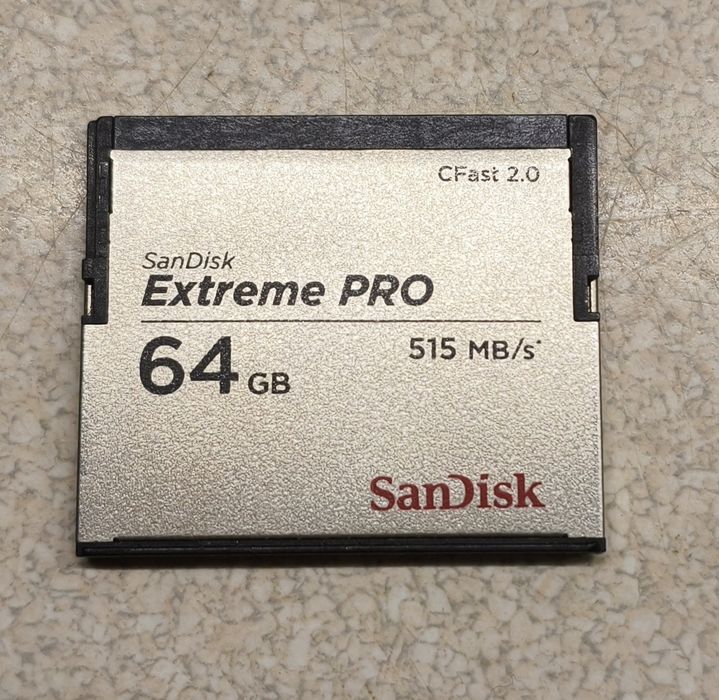 CFast 2.0
SanDisk
Extreme PRO
64 GB 515 MB/s*
SanDisk